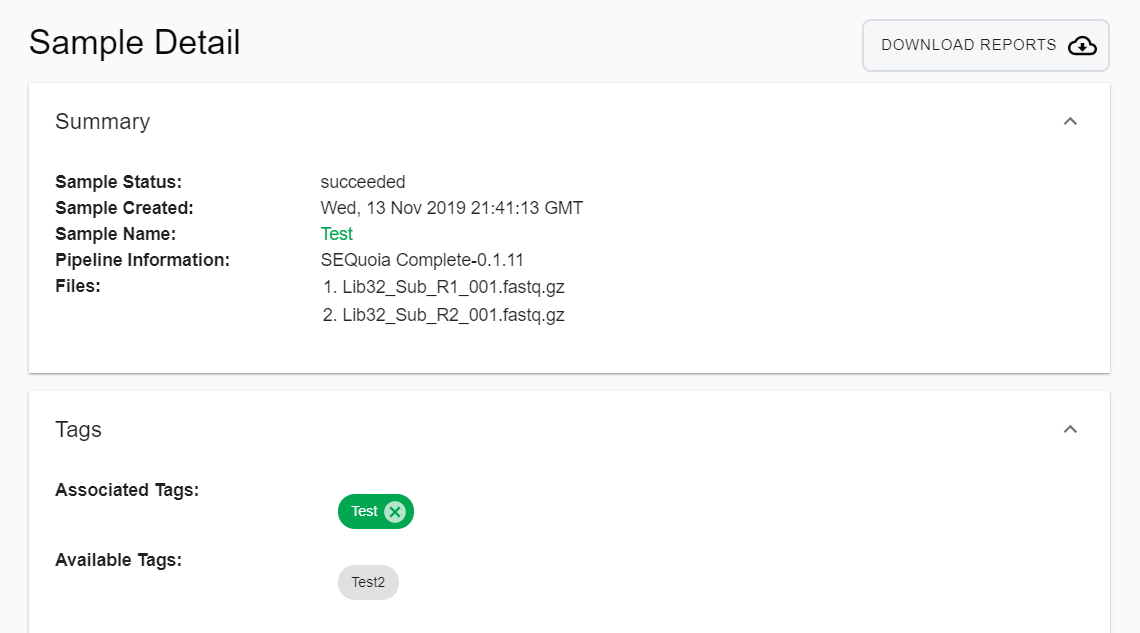 Sample Detail
DOWNLOAD REPORTS
Summary
Sample Status: succeeded
Sample Created: Wed, 13 Nov 2019 21:41:13 GMT
Sample Name: Test
Pipeline Information: SEQuoia Complete-0.1.11
Files: 1. Lib32_Sub_R1_001.fastq.gz
2. Lib32_Sub_R2_001.fastq.gz
Tags
Associated Tags:
Test
Available Tags:
Test2